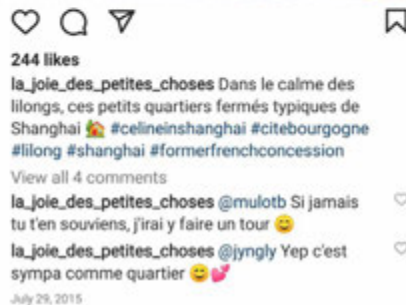 244 likes
la_joie_des_petites_choses Dans le calme des
lilongs, ces petits quartiers fermés typiques de
Shanghai 🏡 #celineinshanghai #citebourgogne
#lilong #shanghai #formerfrenchconcession
View all 4 comments
la_joie_des_petites_choses @mulotb Si jamais
tu t'en souviens, j'irai y faire un tour 😄
la_joie_des_petites_choses @jyngly Yep c'est
sympa comme quartier 😄💕
July 29, 2015